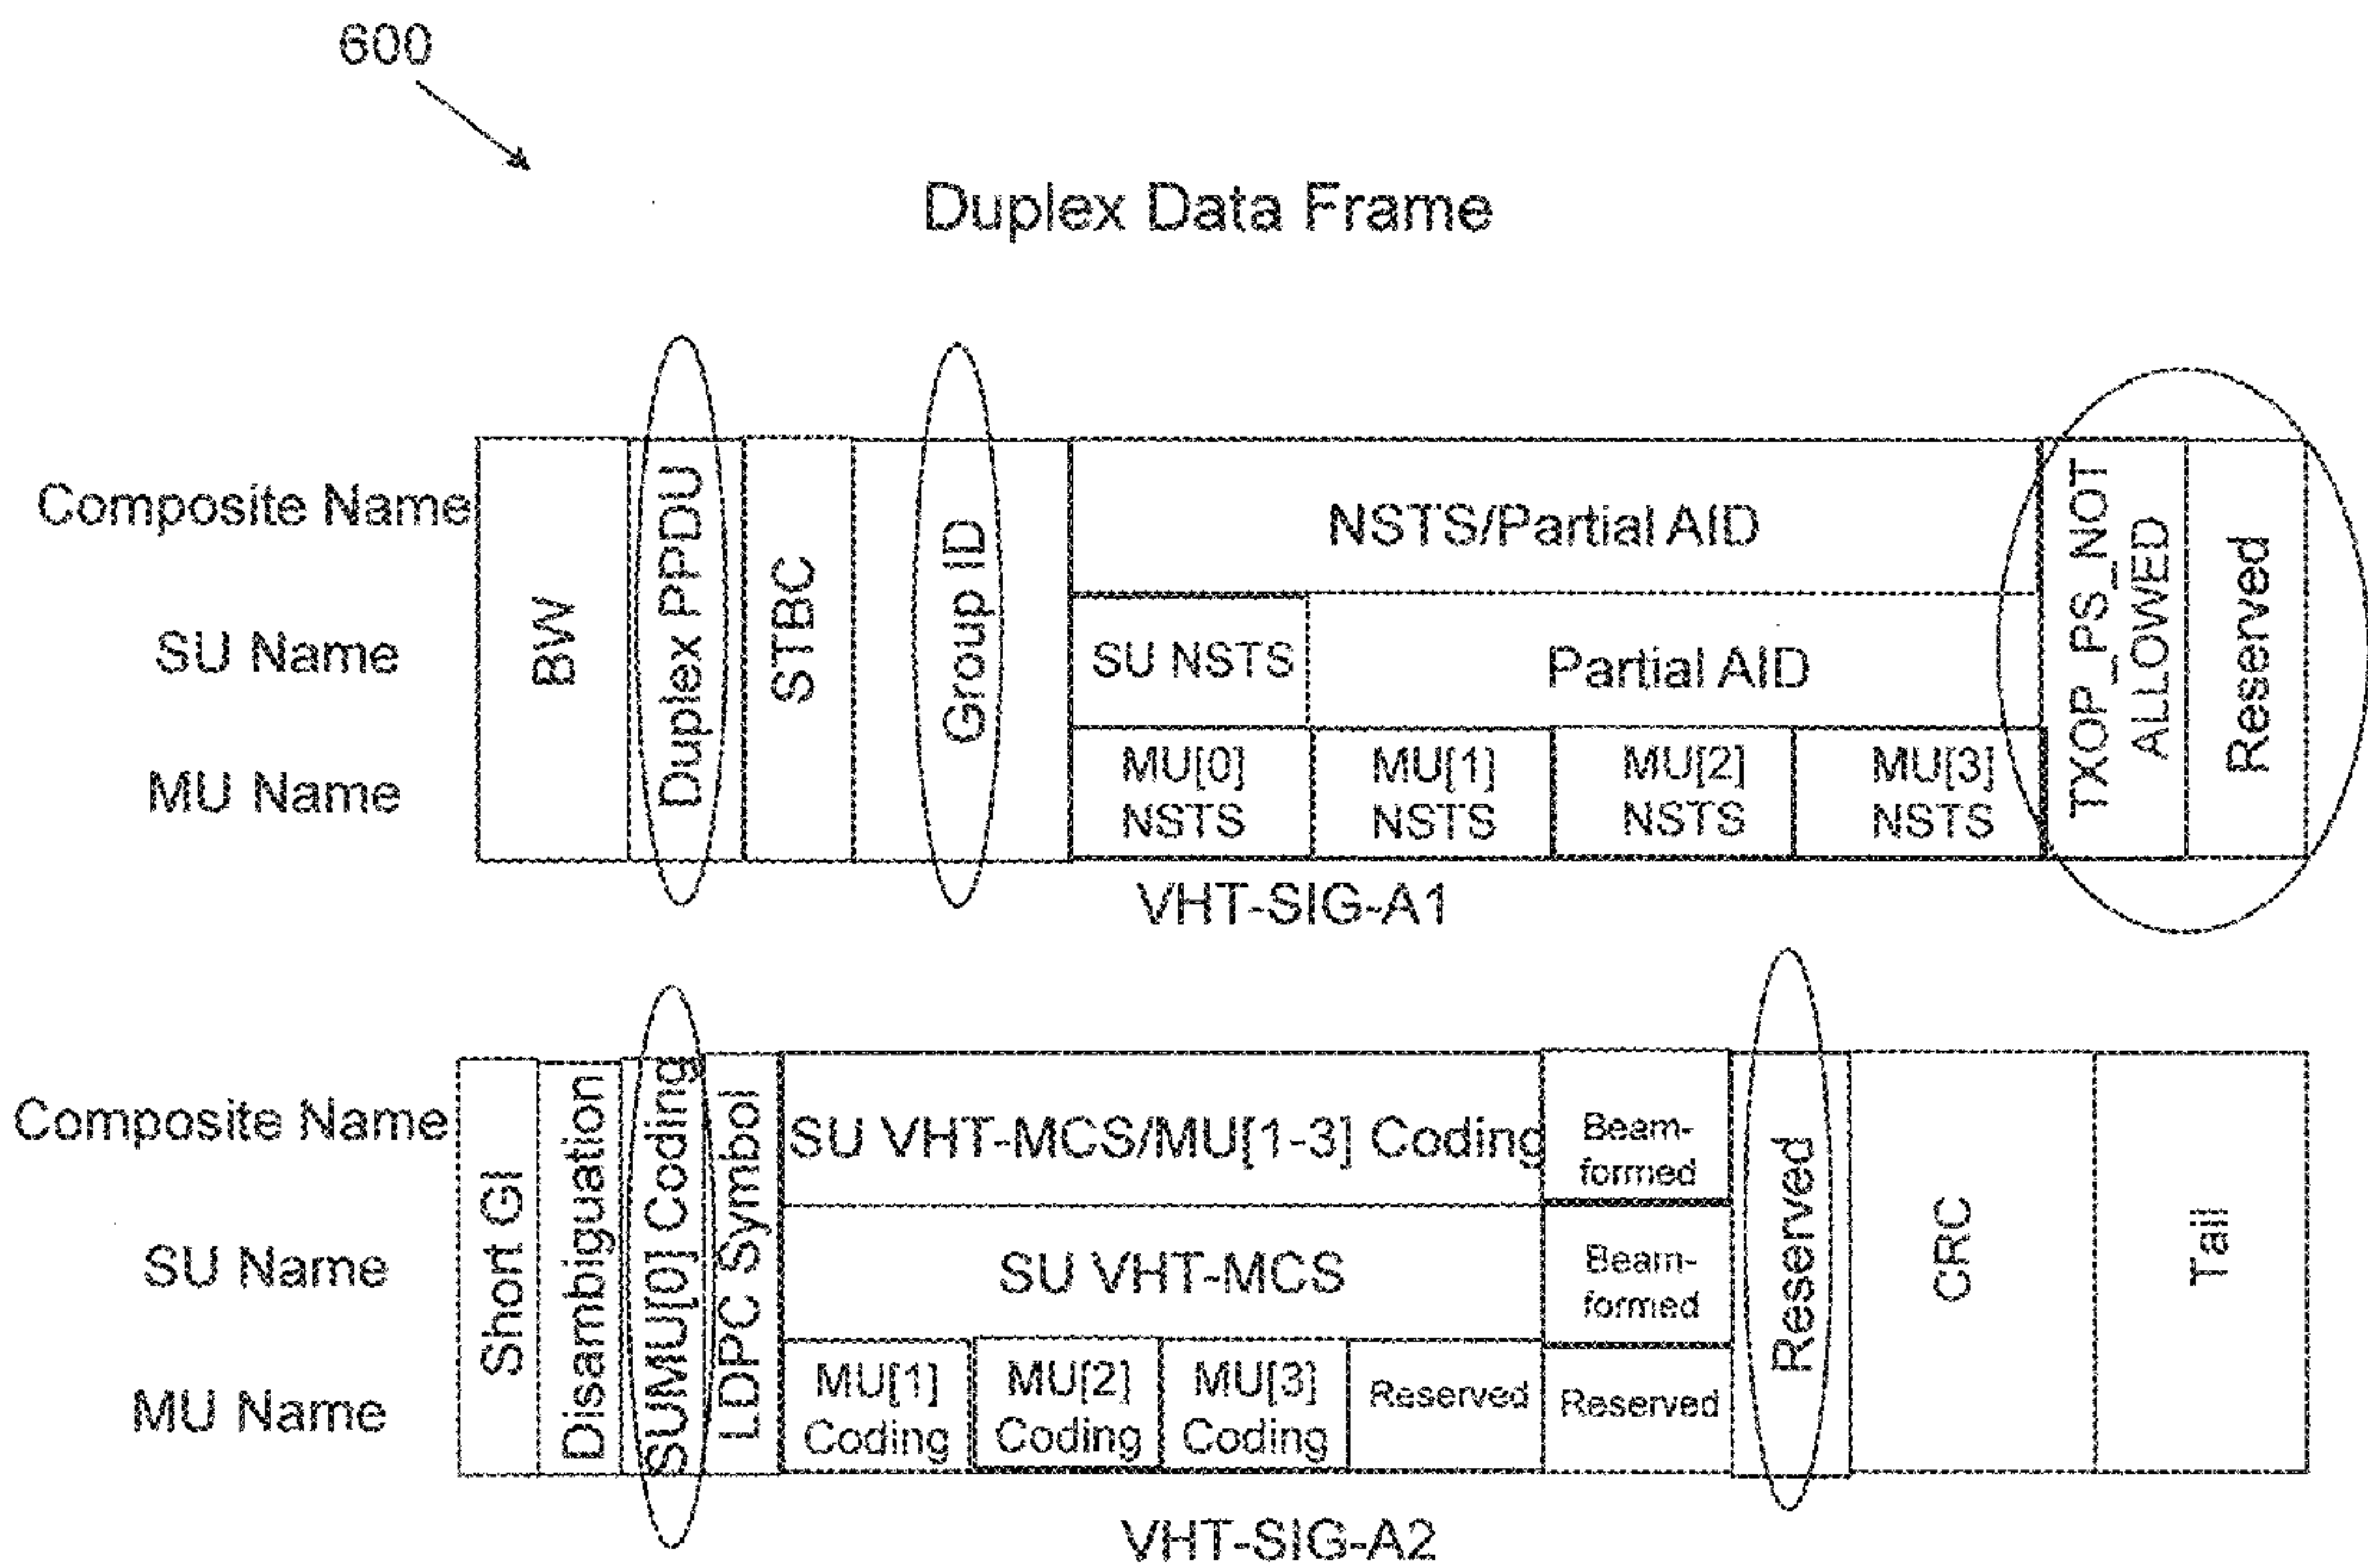 600
Duplex Data Frame
Composite Name
SU Name
MU Name
BW
Duplex PPDU
STBC
Group ID
NSTS/Partial AID
SU NSTS
Partial AID
MU[0]
NSTS
MU[1]
NSTS
MU[2]
NSTS
MU[3]
NSTS
TXOP_PS_NOT
ALLOWED
Reserved
VHT-SIG-A1
Composite Name
SU Name
MU Name
Short GI
Disambiguation
SUMU[0] Coding
LDPC Symbol
SU VHT-MCS/MU[1-3] Coding
SU VHT-MCS
MU[1]
Coding
MU[2]
Coding
MU[3]
Coding
Reserved
Beam-
formed
Beam-
formed
Reserved
Reserved
CRC
Tail
VHT-SIG-A2